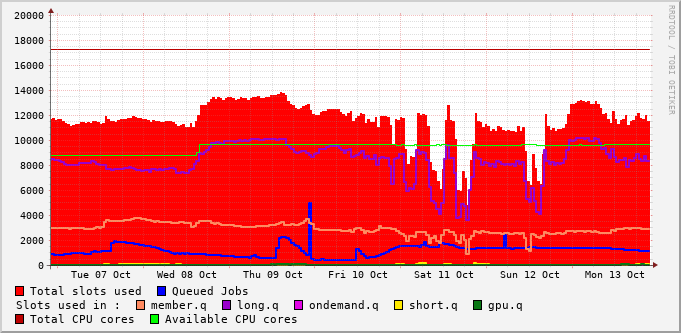 20000
18000
16000
14000
12000
10000
8000
6000
4000
2000
0
Tue 07 Oct Wed 08 Oct Thu 09 Oct Fri 10 Oct Sat 11 Oct Sun 12 Oct Mon 13 Oct
Total slots used Queued Jobs
Slots used in : member.q long.q ondemand.q short.q gpu.q
Total CPU cores Available CPU cores
RRDTOOL / TOBI OETIKER